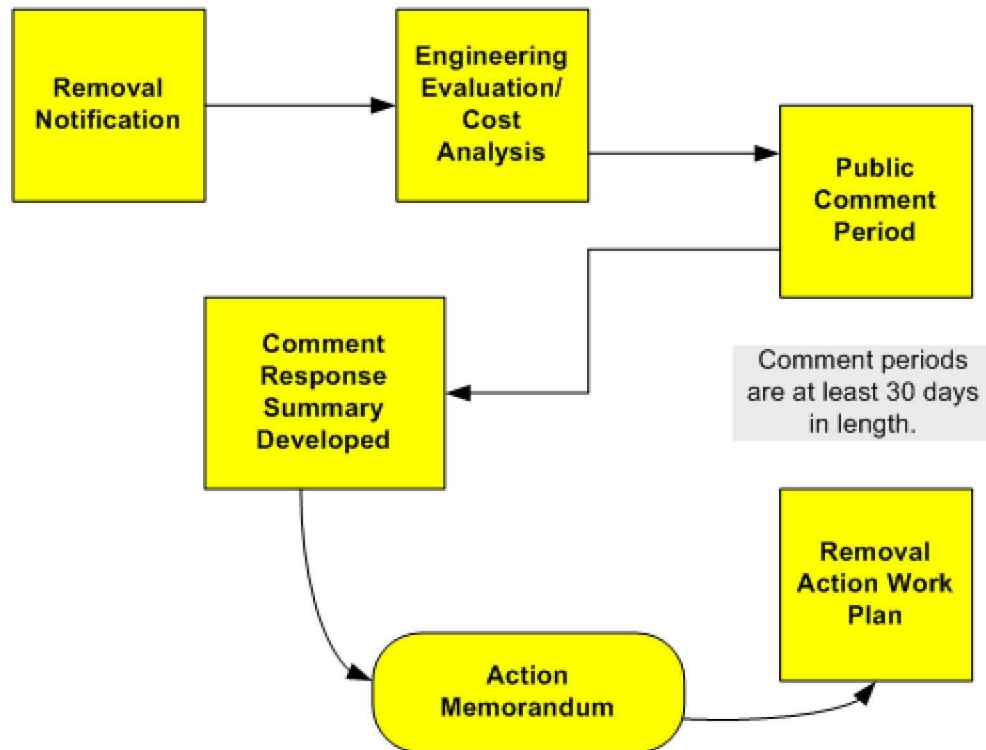 Removal
Notification
Engineering
Evaluation/
Cost
Analysis
Public
Comment
Period
Comment
Response
Summary
Developed
Comment periods
are at least 30 days
in length.
Action
Memorandum
Removal
Action Work
Plan